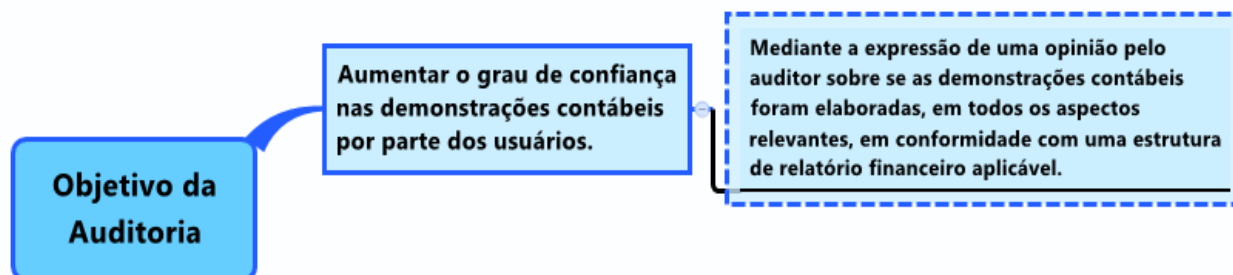 Objetivo da
Auditoria
Aumentar o grau de confiança
nas demonstrações contábeis
por parte dos usuários.
Mediante a expressão de uma opinião pelo
auditor sobre se as demonstrações contábeis
foram elaboradas, em todos os aspectos
relevantes, em conformidade com uma estrutura
de relatório financeiro aplicável.